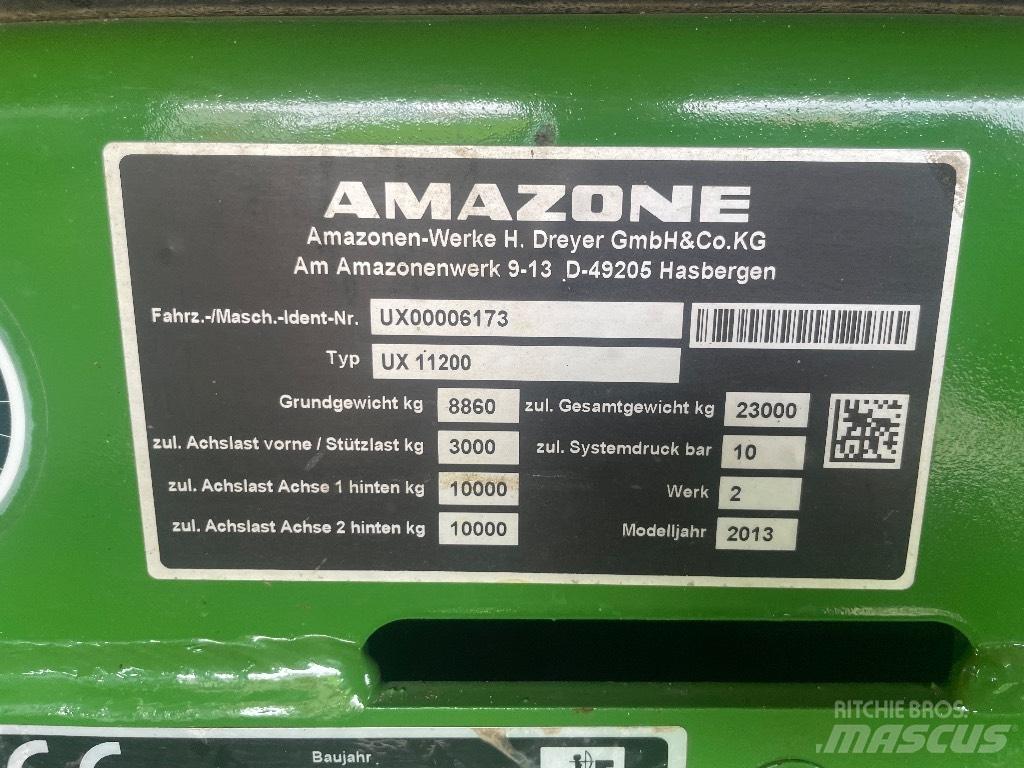 AMAZONE
Amazonen-Werke H. Dreyer GmbH&Co.KG
Am Amazonenwerk 9-13 D-49205 Hasbergen
Fahrz.-/Masch.-Ident-Nr. UX00006173
Typ UX 11200
Grundgewicht kg 8860 zul. Gesamtgewicht kg 23000
zul. Achslast vorne / Stützlast kg 3000 zul. Systemdruck bar 10
zul. Achslast Achse 1 hinten kg 10000 Werk 2
zul. Achslast Achse 2 hinten kg 10000 Modelljahr 2013
Baujahr
RITCHIE BROS.
MASCUS